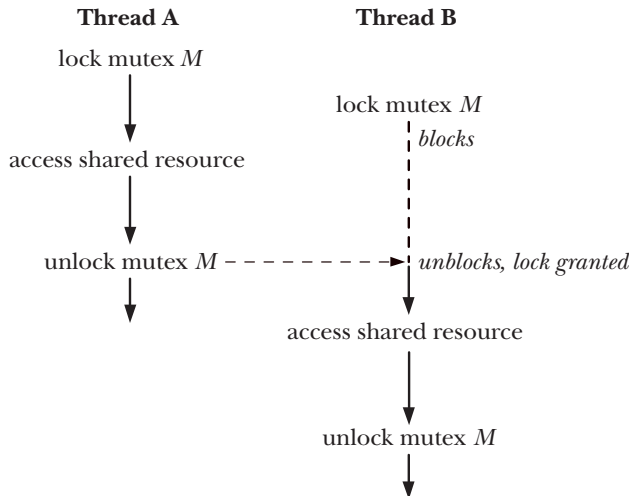 Thread A
Thread B
lock mutex M
lock mutex M
blocks
access shared resource
unlock mutex M
unblocks, lock granted
access shared resource
unlock mutex M